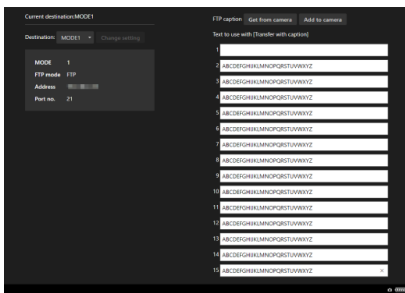 Current destination:MODE1
Destination: MODE1 Change setting
MODE 1
FTP mode FTP
Address
Port no. 21
FTP caption Get from camera Add to camera
Text to use with [Transfer with caption]
1
2 ABCDEFGHIJKLMNOPQRSTUVWXYZ
3 ABCDEFGHIJKLMNOPQRSTUVWXYZ
4 ABCDEFGHIJKLMNOPQRSTUVWXYZ
5 ABCDEFGHIJKLMNOPQRSTUVWXYZ
6 ABCDEFGHIJKLMNOPQRSTUVWXYZ
7 ABCDEFGHIJKLMNOPQRSTUVWXYZ
8 ABCDEFGHIJKLMNOPQRSTUVWXYZ
9 ABCDEFGHIJKLMNOPQRSTUVWXYZ
10 ABCDEFGHIJKLMNOPQRSTUVWXYZ
11 ABCDEFGHIJKLMNOPQRSTUVWXYZ
12 ABCDEFGHIJKLMNOPQRSTUVWXYZ
13 ABCDEFGHIJKLMNOPQRSTUVWXYZ
14 ABCDEFGHIJKLMNOPQRSTUVWXYZ
15 ABCDEFGHIJKLMNOPQRSTUVWXYZ